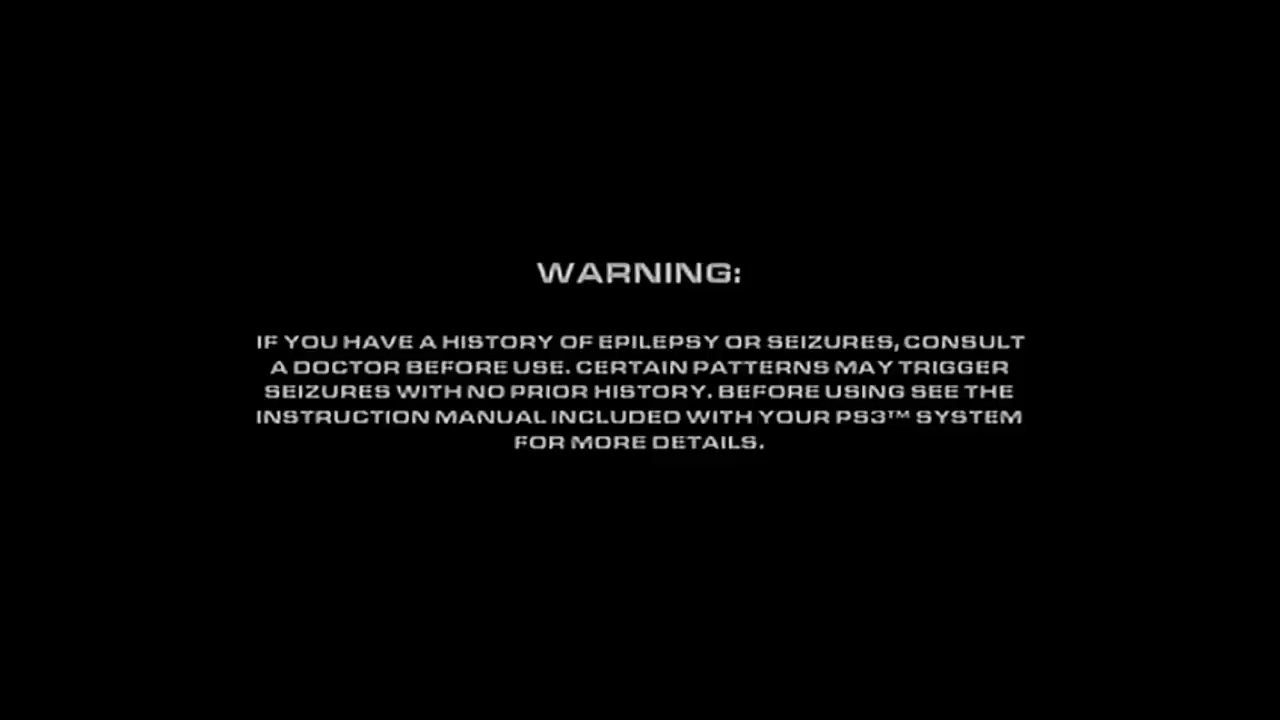 WARNING:
IF YOU HAVE A HISTORY OF EPILEPSY OR SEIZURES, CONSULT
A DOCTOR BEFORE USE. CERTAIN PATTERNS MAY TRIGGER
SEIZURES WITH NO PRIOR HISTORY. BEFORE USING SEE THE
INSTRUCTION MANUAL INCLUDED WITH YOUR PS3™ SYSTEM
FOR MORE DETAILS.